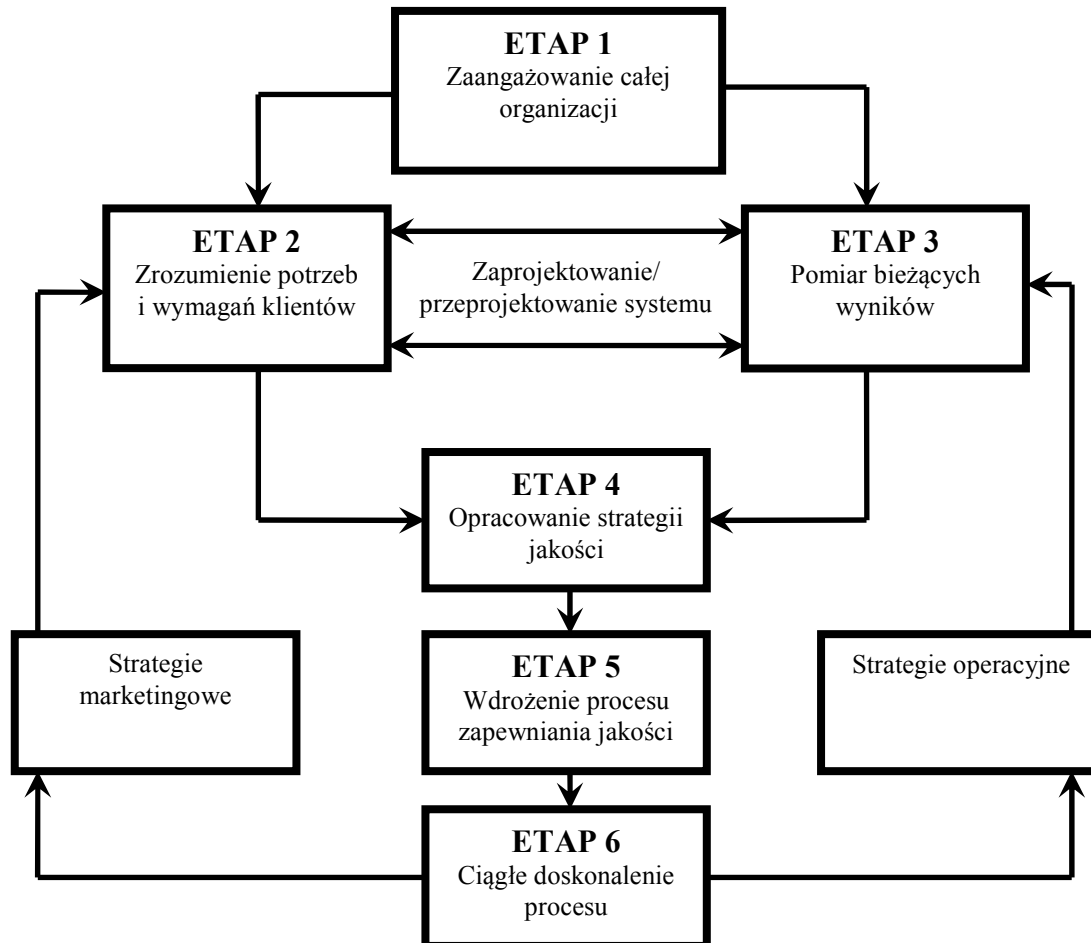 ETAP 1
Zaangażowanie całej
organizacji
ETAP 2
Zrozumienie potrzeb
i wymagań klientów
Zaprojektowanie/
przeprojektowanie systemu
ETAP 3
Pomiar bieżących
wyników
ETAP 4
Opracowanie strategii
jakości
Strategie
marketingowe
ETAP 5
Wdrożenie procesu
zapewniania jakości
Strategie operacyjne
ETAP 6
Ciągłe doskonalenie
procesu